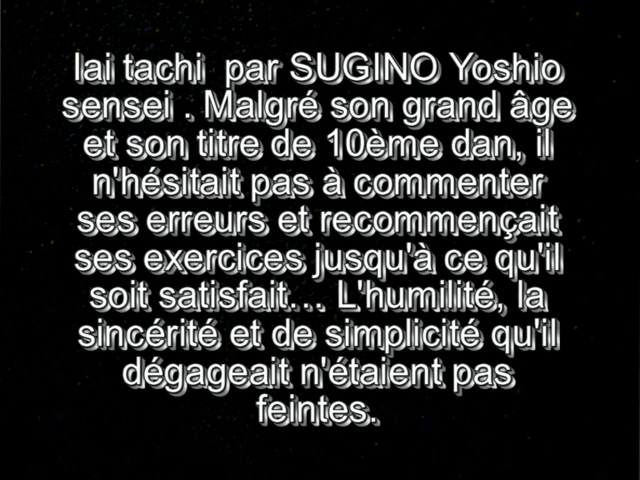 Iai tachi  par SUGINO Yoshio
sensei . Malgré son grand âge
et son titre de 10ème dan, il
n'hésitait pas à commenter
ses erreurs et recommençait
ses exercices jusqu'à ce qu'il
soit satisfait… L'humilité, la
sincérité et de simplicité qu'il
dégageait n'étaient pas
feintes.